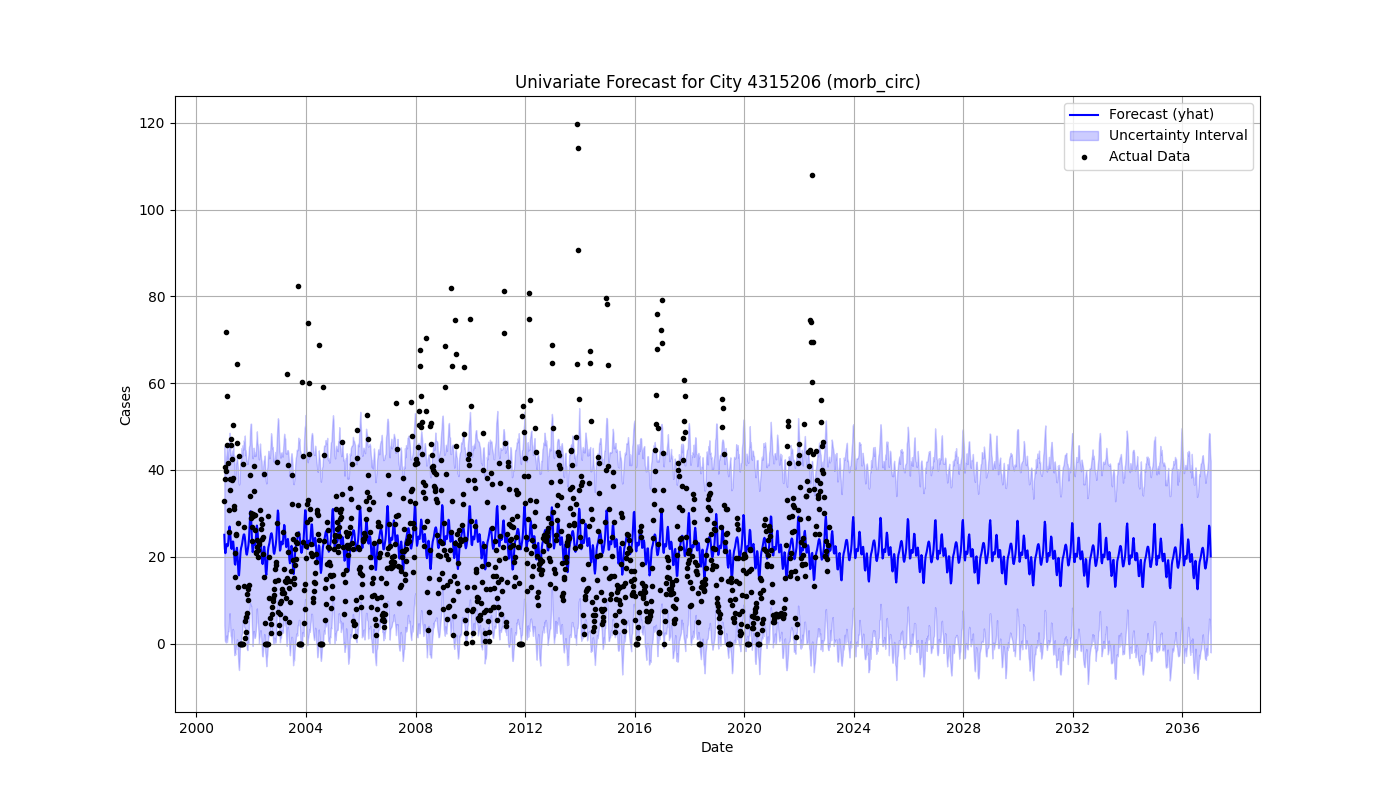 Univariate Forecast for City 4315206 (morb_circ)
Forecast (yhat)
Uncertainty Interval
Actual Data
120
100
80
60
40
20
0
Cases
2000 2004 2008 2012 2016 2020 2024 2028 2032 2036
Date